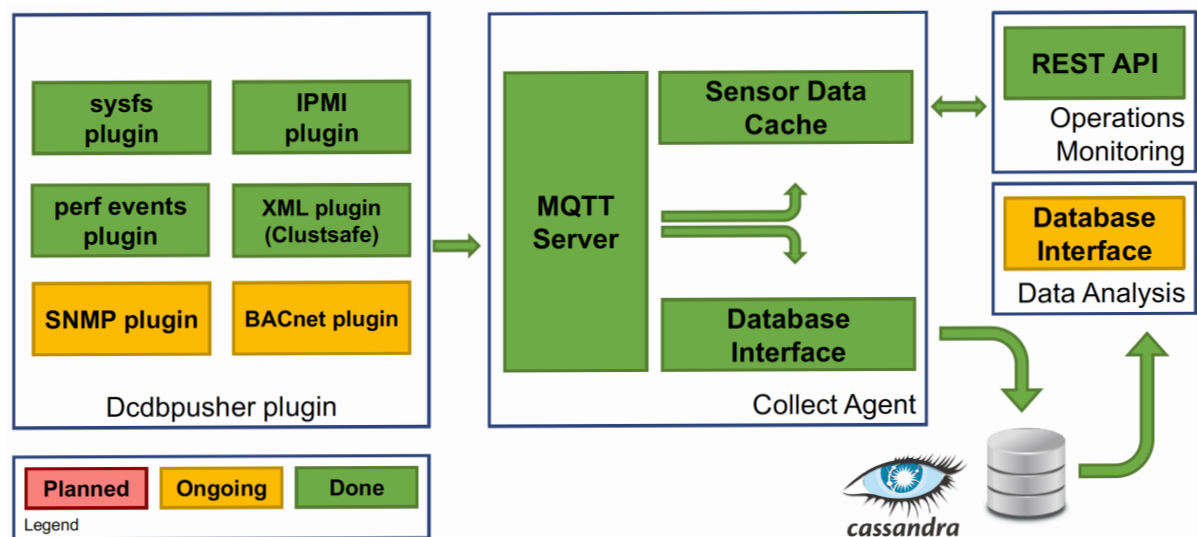 sysfs
plugin
IPMI
plugin
perf events
plugin
XML plugin
(Clustsafe)
SNMP plugin
BACnet plugin
Dcdbpusher plugin
MQTT
Server
Sensor Data
Cache
Database
Interface
Collect Agent
REST API
Operations
Monitoring
Database
Interface
Data Analysis
cassandra
Planned
Ongoing
Done
Legend